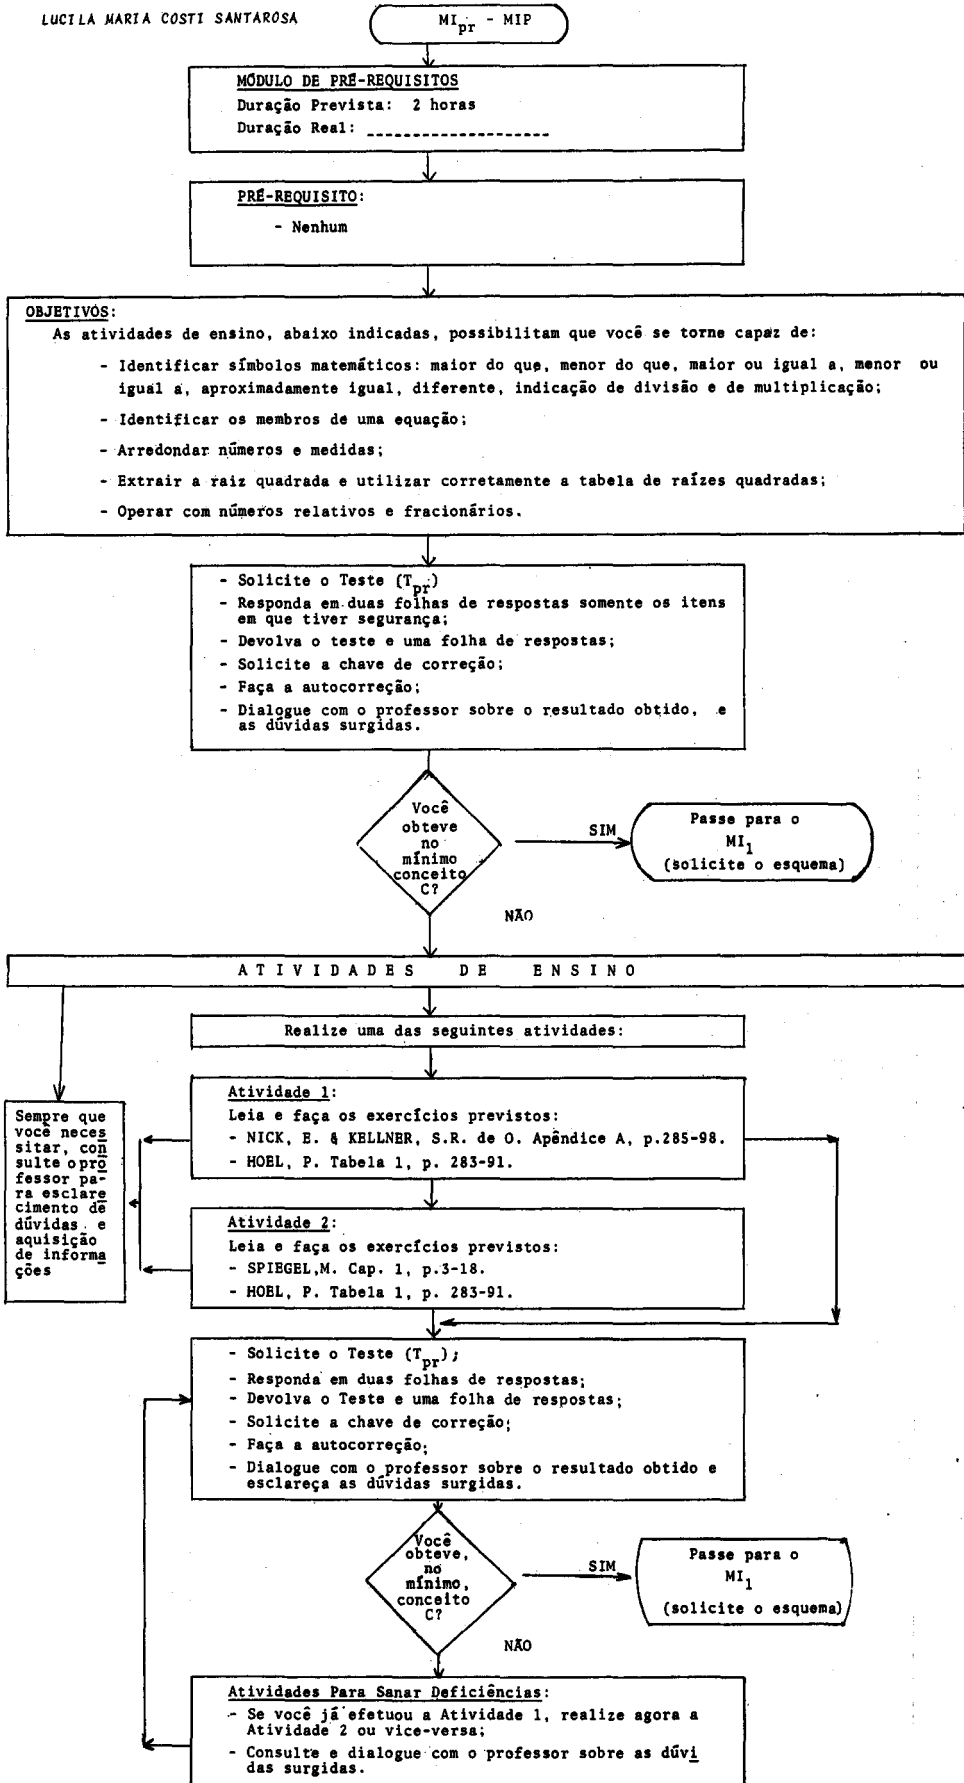 LUCILA MARIA COSTI SANTAROSA
MIpr - MIP
MÓDULO DE PRÉ-REQUISITOS
Duração Prevista: 2 horas
Duração Real: --------------------
PRÉ-REQUISITO:
- Nenhum
OBJETIVOS:
As atividades de ensino, abaixo indicadas, possibilitam que você se torne capaz de:
- Identificar símbolos matemáticos: maior do que, menor do que, maior ou igual a, menor ou
igual a, aproximadamente igual, diferente, indicação de divisão e de multiplicação;
- Identificar os membros de uma equação;
- Arredondar números e medidas;
- Extrair a raiz quadrada e utilizar corretamente a tabela de raízes quadradas;
- Operar com números relativos e fracionários.
- Solicite o Teste (Tpr)
- Responda em duas folhas de respostas somente os itens
em que tiver segurança;
- Devolva o teste e uma folha de respostas;
- Solicite a chave de correção;
- Faça a autocorreção;
- Dialogue com o professor sobre o resultado obtido, e
as dúvidas surgidas.
Você
obteve
no
mínimo
conceito
C?
SIM
Passe para o
MI1
(solicite o esquema)
NÃO
ATIVIDADES DE ENSINO
Realize uma das seguintes atividades:
Atividade 1:
Leia e faça os exercícios previstos:
- NICK, E. & KELLNER, S.R. de O. Apêndice A, p.285-98.
- HOEL, P. Tabela 1, p. 283-91.
Sempre que
você neces
sitar, con
sulte o pro
fessor pa-
ra esclare
cimento de
dúvidas e
aquisição
de informa
ções
Atividade 2:
Leia e faça os exercícios previstos:
- SPIEGEL,M. Cap. 1, p.3-18.
- HOEL, P. Tabela 1, p. 283-91.
- Solicite o Teste (Tpr);
- Responda em duas folhas de respostas;
- Devolva o Teste e uma folha de respostas;
- Solicite a chave de correção;
- Faça a autocorreção;
- Dialogue com o professor sobre o resultado obtido e
esclareça as dúvidas surgidas.
Você
obteve,
no
mínimo,
conceito
C?
SIM
Passe para o
MI1
(solicite o esquema)
NÃO
Atividades Para Sanar Deficiências:
- Se você já efetuou a Atividade 1, realize agora a
Atividade 2 ou vice-versa;
- Consulte e dialogue com o professor sobre as dúvi
das surgidas.